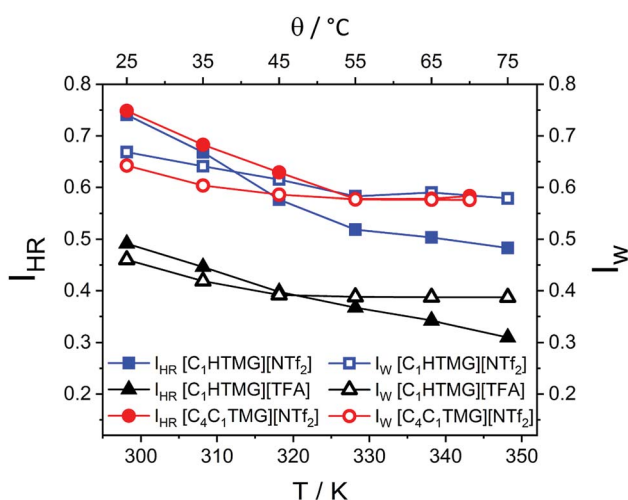 θ / °C
25 35 45 55 65 75
0.8 0.8
0.7 0.7
0.6 0.6
0.5 0.5
0.4 0.4
0.3 0.3
0.2 0.2
I_HR I_W
I_HR [C₁HTMG][NTf₂] I_W [C₁HTMG][NTf₂]
I_HR [C₁HTMG][TFA] I_W [C₁HTMG][TFA]
I_HR [C₄C₁TMG][NTf₂] I_W [C₄C₁TMG][NTf₂]
300 310 320 330 340 350
T / K